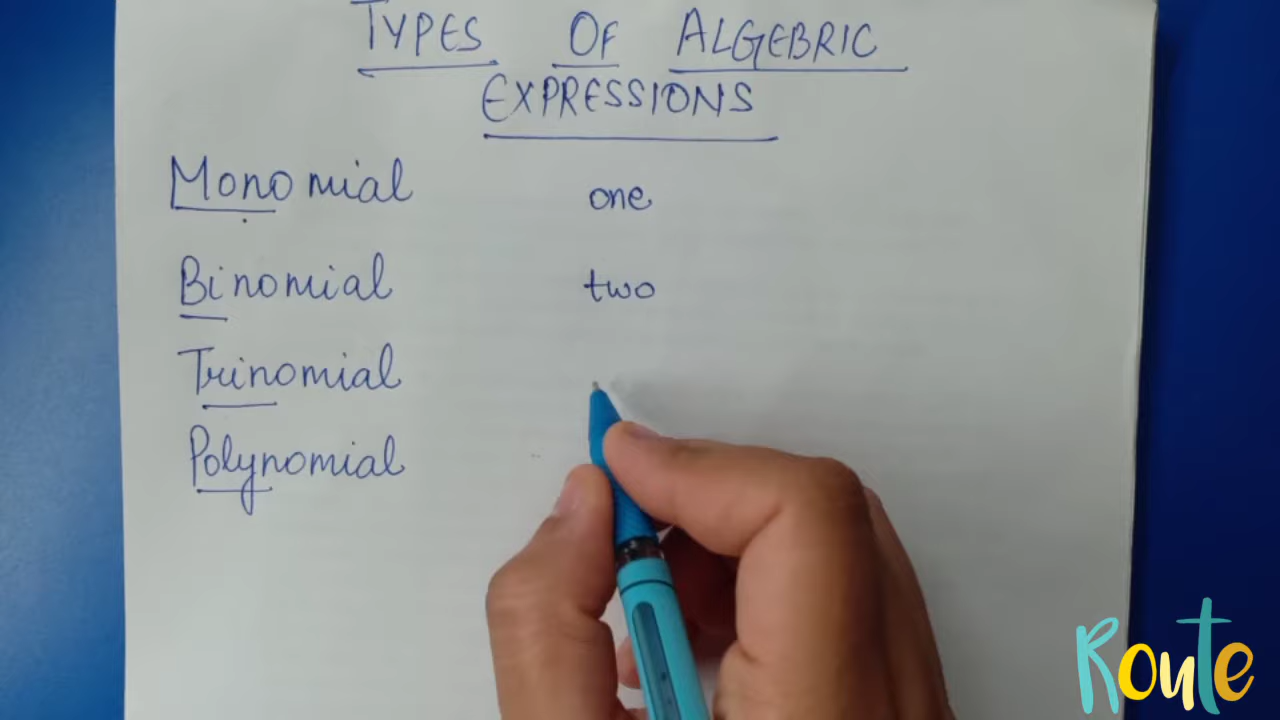 TYPES OF ALGEBRIC
EXPRESSIONS
Monomial one
Binomial two
Trinomial
Polynomial
Route